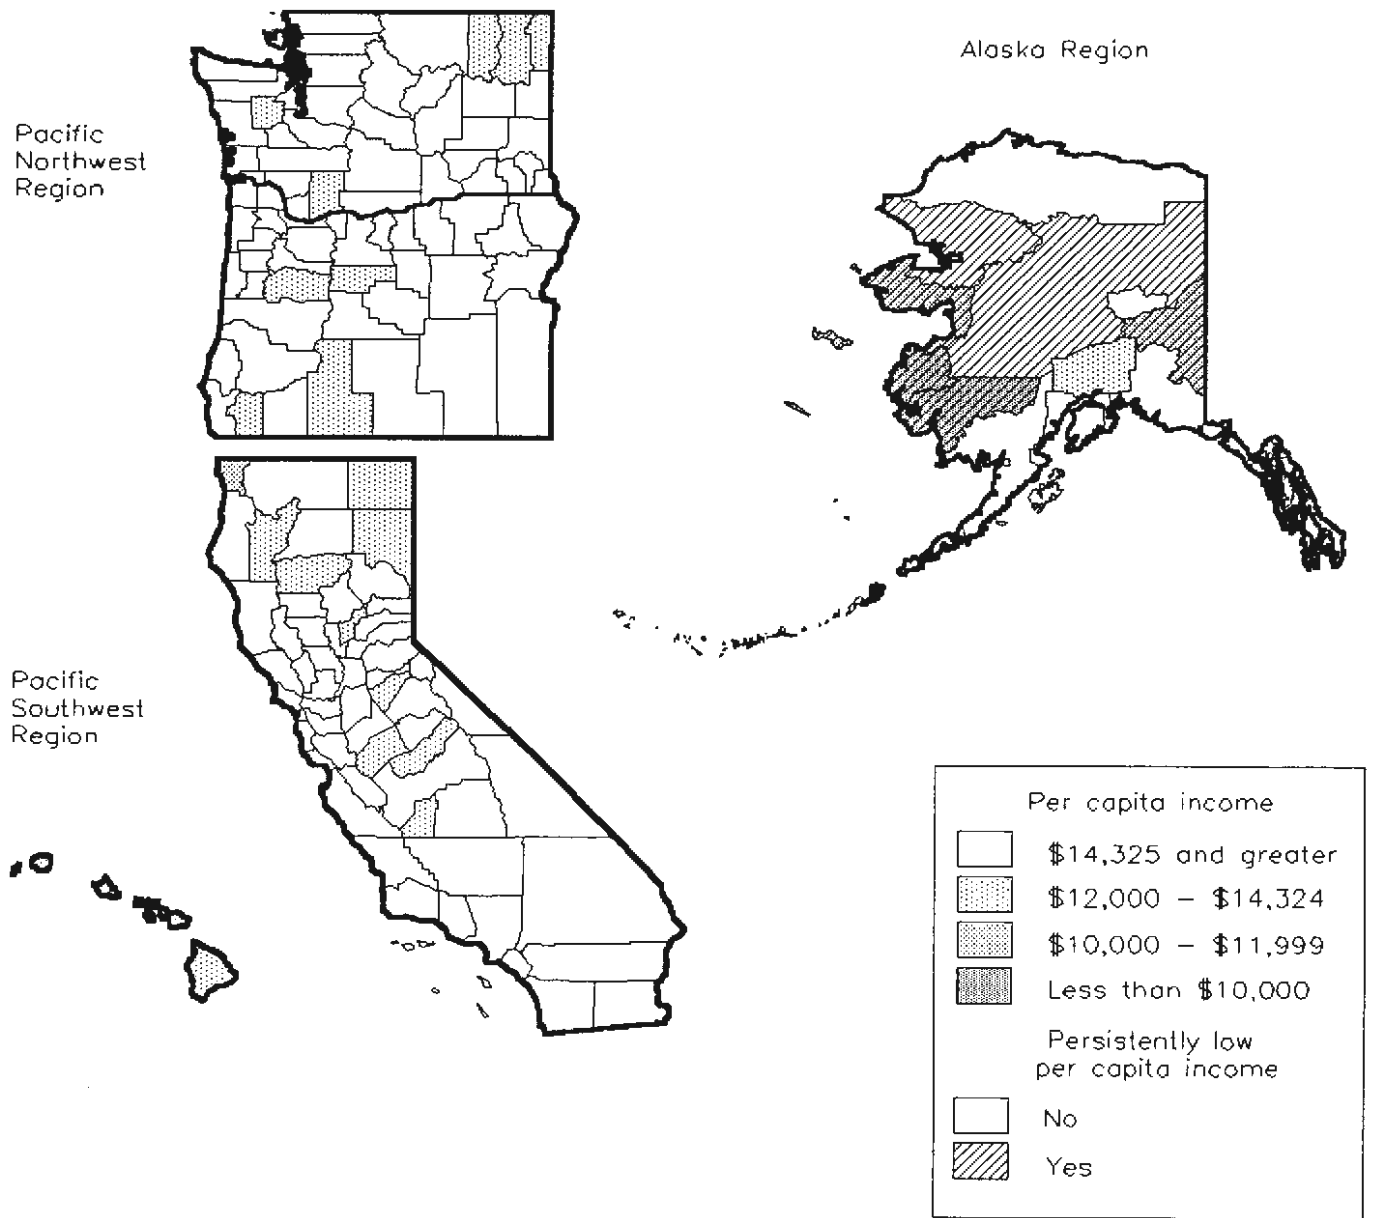 Alaska Region
Pacific
Northwest
Region
Pacific
Southwest
Region
Per capita income
$14,325 and greater
$12,000 – $14,324
$10,000 – $11,999
Less than $10,000
Persistently low
per capita income
No
Yes